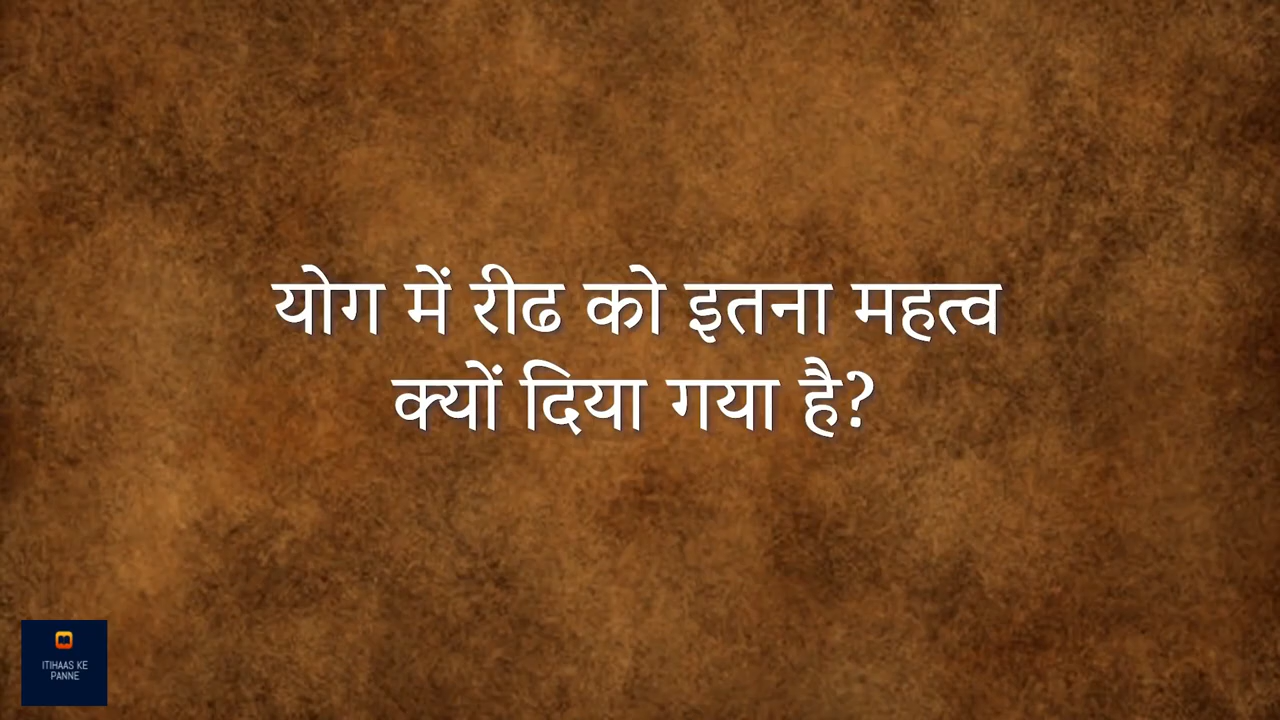 योग में रीढ को इतना महत्व
क्यों दिया गया है?
ITIHAAS KE
PANNE